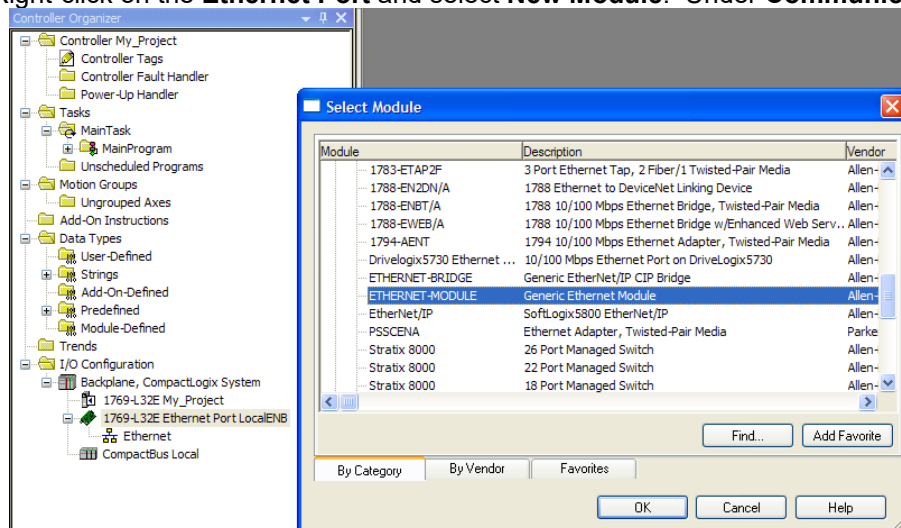 Right click on the Ethernet Port and select New Module. Under Communic
Controller Organizer
Controller My_Project
Controller Tags
Controller Fault Handler
Power-Up Handler
Tasks
MainTask
MainProgram
Unscheduled Programs
Motion Groups
Ungrouped Axes
Add-On Instructions
Data Types
User-Defined
Strings
Add-On-Defined
Predefined
Module-Defined
Trends
I/O Configuration
Backplane, CompactLogix System
1769-L32E My_Project
1769-L32E Ethernet Port LocalENB
Ethernet
CompactBus Local
Select Module
Module Description Vendor
1783-ETAP2F 3 Port Ethernet Tap, 2 Fiber/1 Twisted-Pair Media Allen-
1788-EN2DN/A 1788 Ethernet to DeviceNet Linking Device Allen-
1788-ENBT/A 1788 10/100 Mbps Ethernet Bridge, Twisted-Pair Media Allen-
1788-EWEB/A 1788 10/100 Mbps Ethernet Bridge w/Enhanced Web Serv.. Allen-
1794-AENT 1794 10/100 Mbps Ethernet Adapter, Twisted-Pair Media Allen-
Drivelogix5730 Ethernet ... 10/100 Mbps Ethernet Port on DriveLogix5730 Allen-
ETHERNET-BRIDGE Generic EtherNet/IP CIP Bridge Allen-
ETHERNET-MODULE Generic Ethernet Module Allen-
EtherNet/IP SoftLogix5800 EtherNet/IP Allen-
PSSCENA Ethernet Adapter, Twisted-Pair Media Parke
Stratix 8000 26 Port Managed Switch Allen-
Stratix 8000 22 Port Managed Switch Allen-
Stratix 8000 18 Port Managed Switch Allen-
Find... Add Favorite
By Category By Vendor Favorites
OK Cancel Help